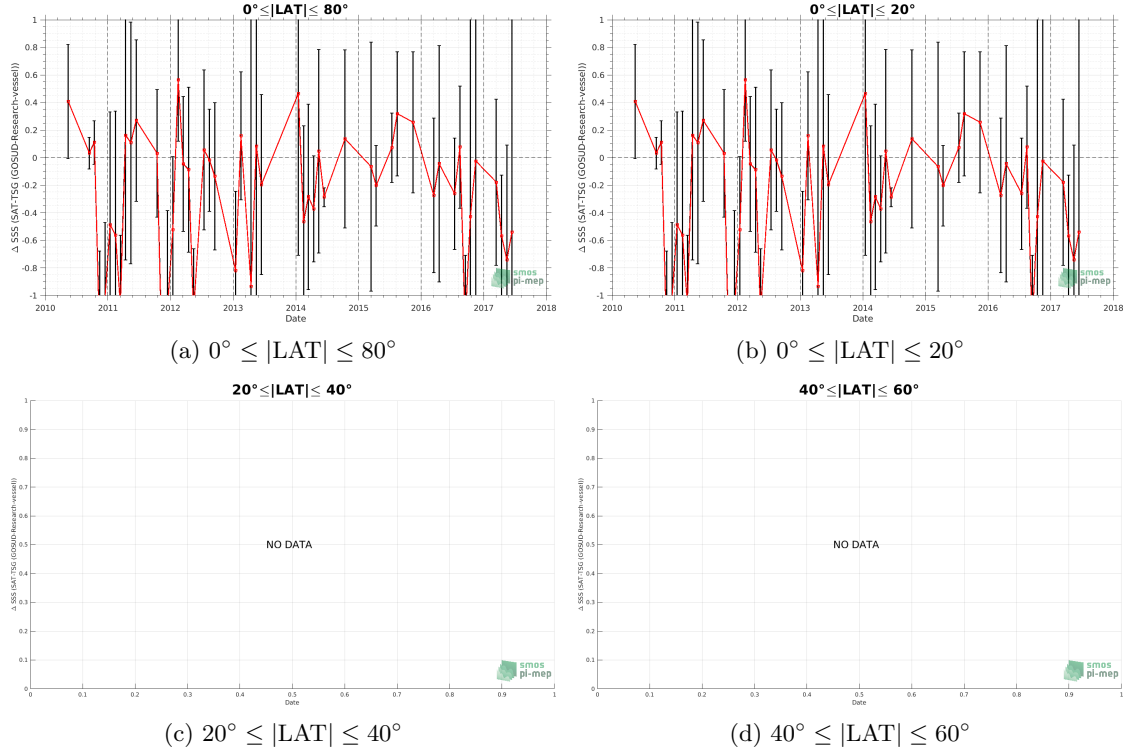 0°≤|LAT|≤ 80°
Δ SSS (SAT-TSG (GOSUD-Research-vessel))
1
0.8
0.6
0.4
0.2
0
-0.2
-0.4
-0.6
-0.8
-1
2010 2011 2012 2013 2014 2015 2016 2017 2018
Date
smos
pi-mep
(a) 0° ≤ |LAT| ≤ 80°
0°≤|LAT|≤ 20°
Δ SSS (SAT-TSG (GOSUD-Research-vessel))
1
0.8
0.6
0.4
0.2
0
-0.2
-0.4
-0.6
-0.8
-1
2010 2011 2012 2013 2014 2015 2016 2017 2018
Date
smos
pi-mep
(b) 0° ≤ |LAT| ≤ 20°
20°≤|LAT|≤ 40°
Δ SSS (SAT-TSG (GOSUD-Research-vessel))
1
0.9
0.8
0.7
0.6
0.5
0.4
0.3
0.2
0.1
0
NO DATA
0 0.1 0.2 0.3 0.4 0.5 0.6 0.7 0.8 0.9 1
Date
smos
pi-mep
(c) 20° ≤ |LAT| ≤ 40°
40°≤|LAT|≤ 60°
Δ SSS (SAT-TSG (GOSUD-Research-vessel))
1
0.9
0.8
0.7
0.6
0.5
0.4
0.3
0.2
0.1
0
NO DATA
0 0.1 0.2 0.3 0.4 0.5 0.6 0.7 0.8 0.9 1
Date
smos
pi-mep
(d) 40° ≤ |LAT| ≤ 60°